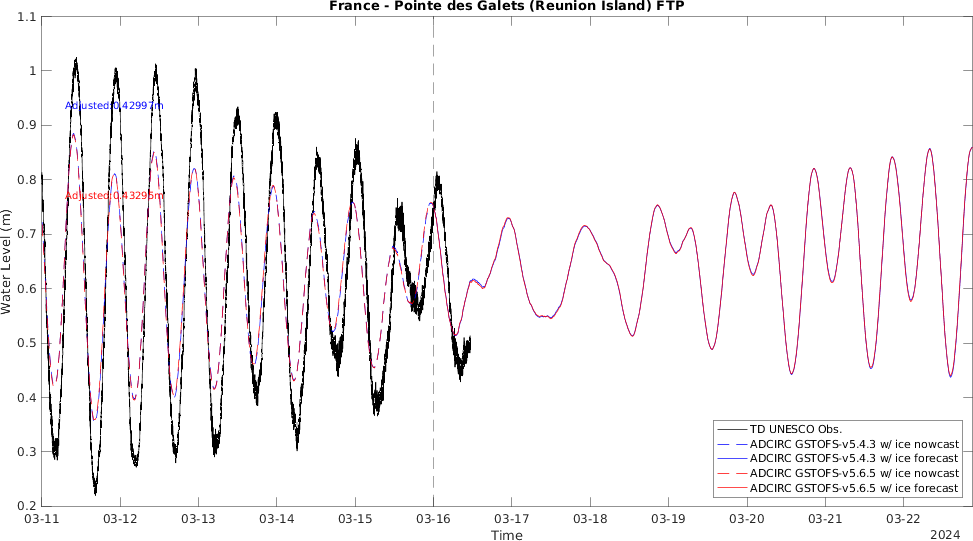 France - Pointe des Galets (Reunion Island) FTP
Water Level (m)
1.1
1
0.9
0.8
0.7
0.6
0.5
0.4
0.3
0.2
Adjusted:0.42997m
Adjusted:0.43296m
TD UNESCO Obs.
ADCIRC GSTOFS-v5.4.3 w/ ice nowcast
ADCIRC GSTOFS-v5.4.3 w/ ice forecast
ADCIRC GSTOFS-v5.6.5 w/ ice nowcast
ADCIRC GSTOFS-v5.6.5 w/ ice forecast
03-11 03-12 03-13 03-14 03-15 03-16 03-17 03-18 03-19 03-20 03-21 03-22
Time
2024